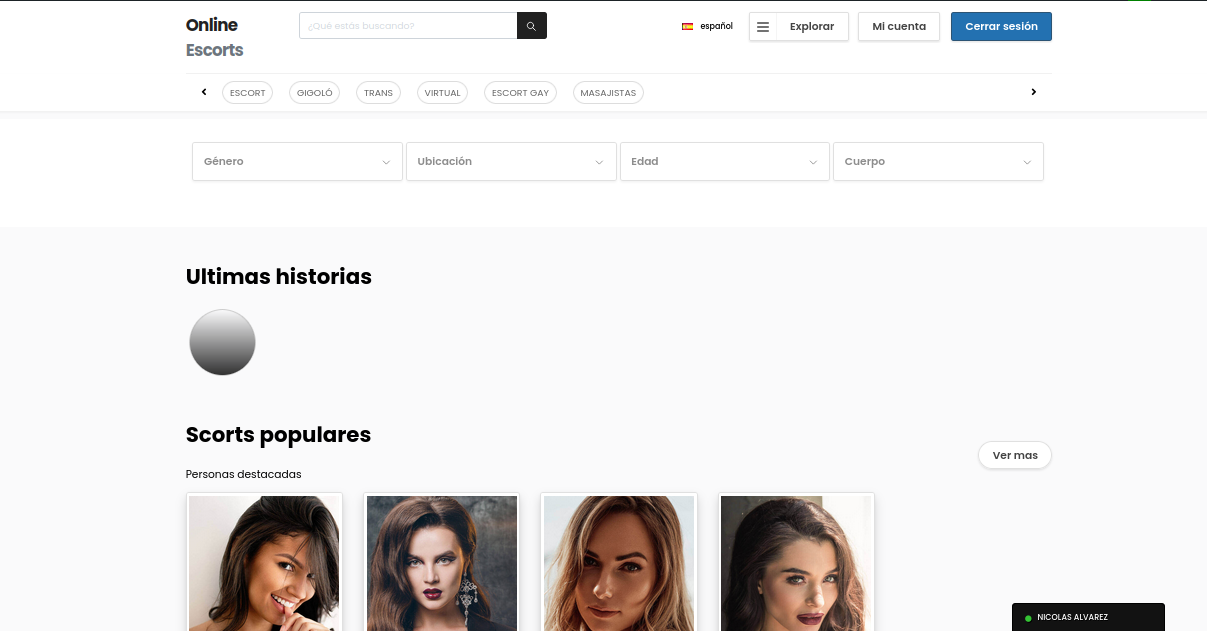 Online
Escorts
¿Qué estás buscando?
español
Explorar
Mi cuenta
Cerrar sesión
ESCORT
GIGOLÓ
TRANS
VIRTUAL
ESCORT GAY
MASAJISTAS
Género
Ubicación
Edad
Cuerpo
Ultimas historias
Scorts populares
Ver mas
Personas destacadas
NICOLAS ALVAREZ